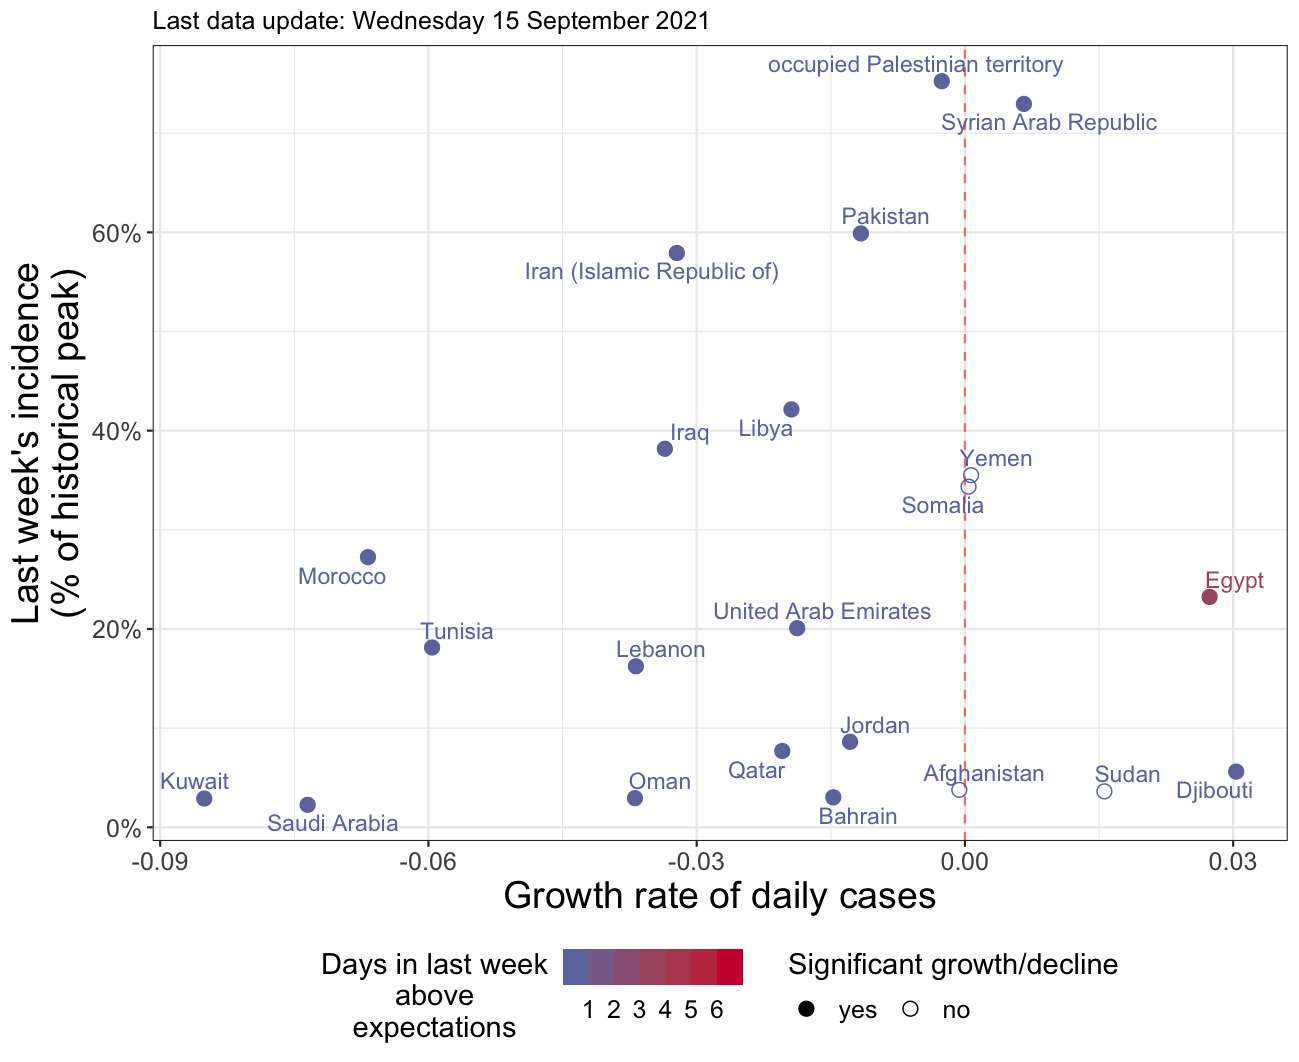 Last data update: Wednesday 15 September 2021
occupied Palestinian territory
Syrian Arab Republic
Pakistan
60%
Iran (Islamic Republic of)
Last week's incidence
(% of historical peak)
Libya
40%
Iraq
Yemen
Somalia
Morocco
Egypt
United Arab Emirates
20%
Tunisia
Lebanon
Jordan
Qatar
Afghanistan
Sudan
Kuwait
Oman
Djibouti
Bahrain
Saudi Arabia
0%
-0.09 -0.06 -0.03 0.00 0.03
Growth rate of daily cases
Days in last week
above
expectations
1 2 3 4 5 6
Significant growth/decline
yes no